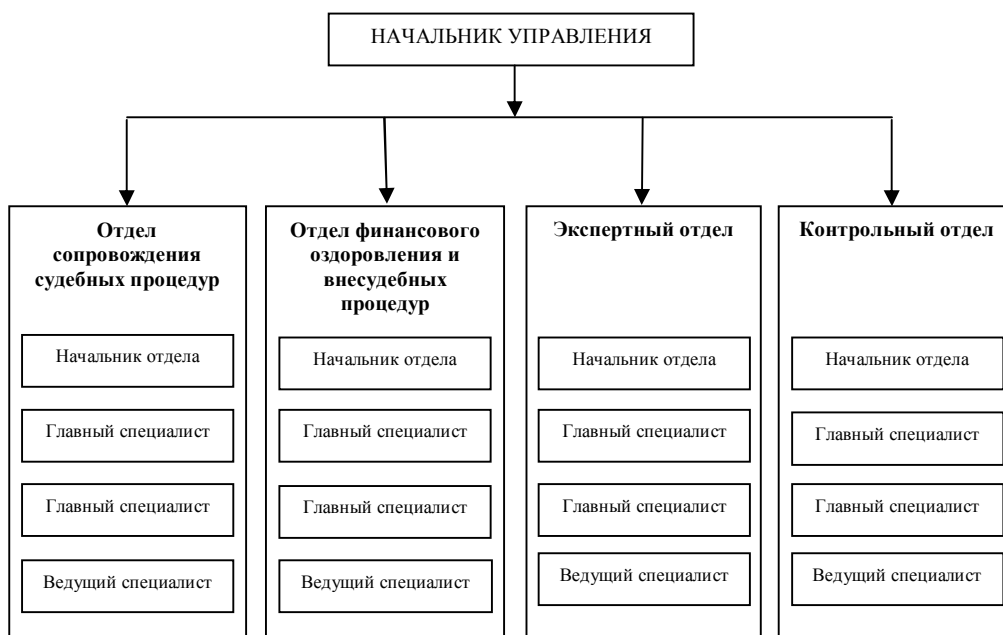 НАЧАЛЬНИК УПРАВЛЕНИЯ
Отдел
сопровождения
судебных процедур
Начальник отдела
Главный специалист
Главный специалист
Ведущий специалист
Отдел финансового
оздоровления и
внесудебных
процедур
Начальник отдела
Главный специалист
Главный специалист
Ведущий специалист
Экспертный отдел
Начальник отдела
Главный специалист
Главный специалист
Ведущий специалист
Контрольный отдел
Начальник отдела
Главный специалист
Главный специалист
Ведущий специалист